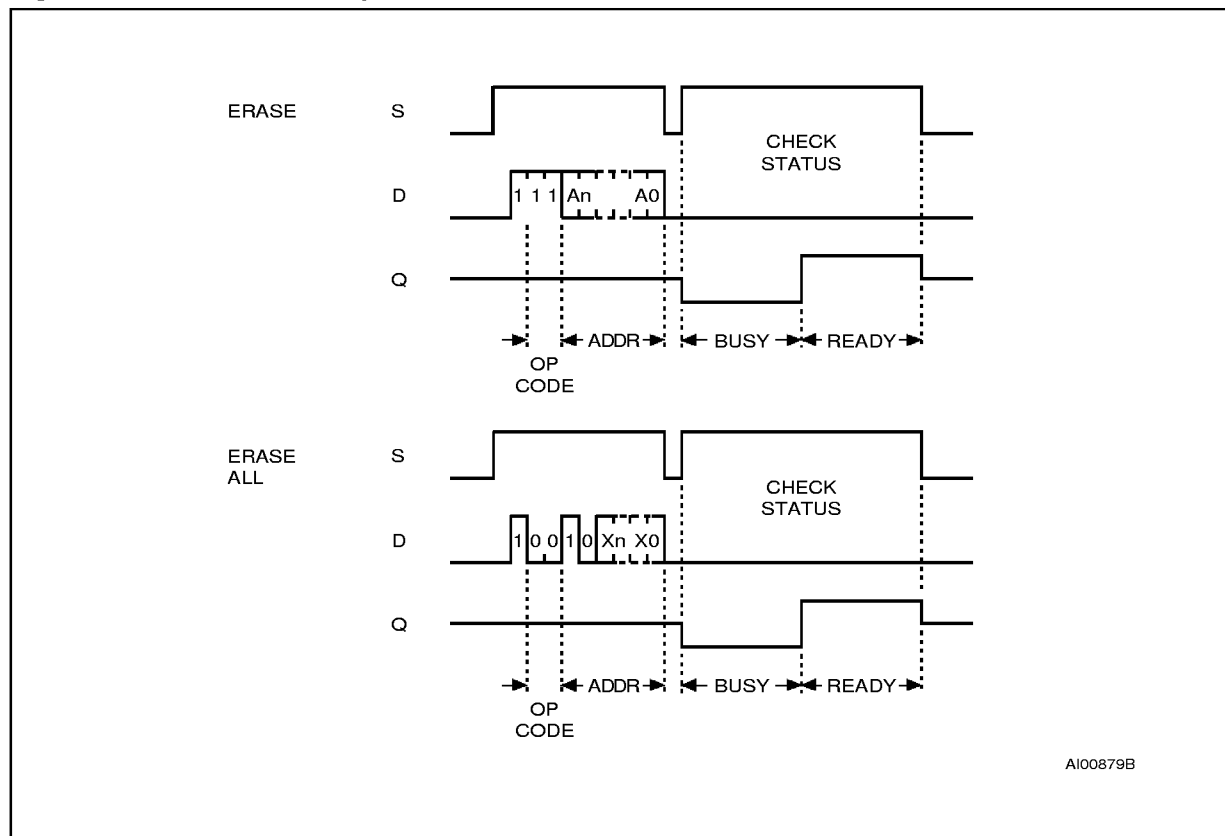 ERASE S
CHECK
STATUS
D 1 1 1 An A0
Q
ADDR BUSY READY
OP
CODE
ERASE
ALL S
CHECK
STATUS
D 1 0 0 1 0 Xn X0
Q
ADDR BUSY READY
OP
CODE
AI00879B